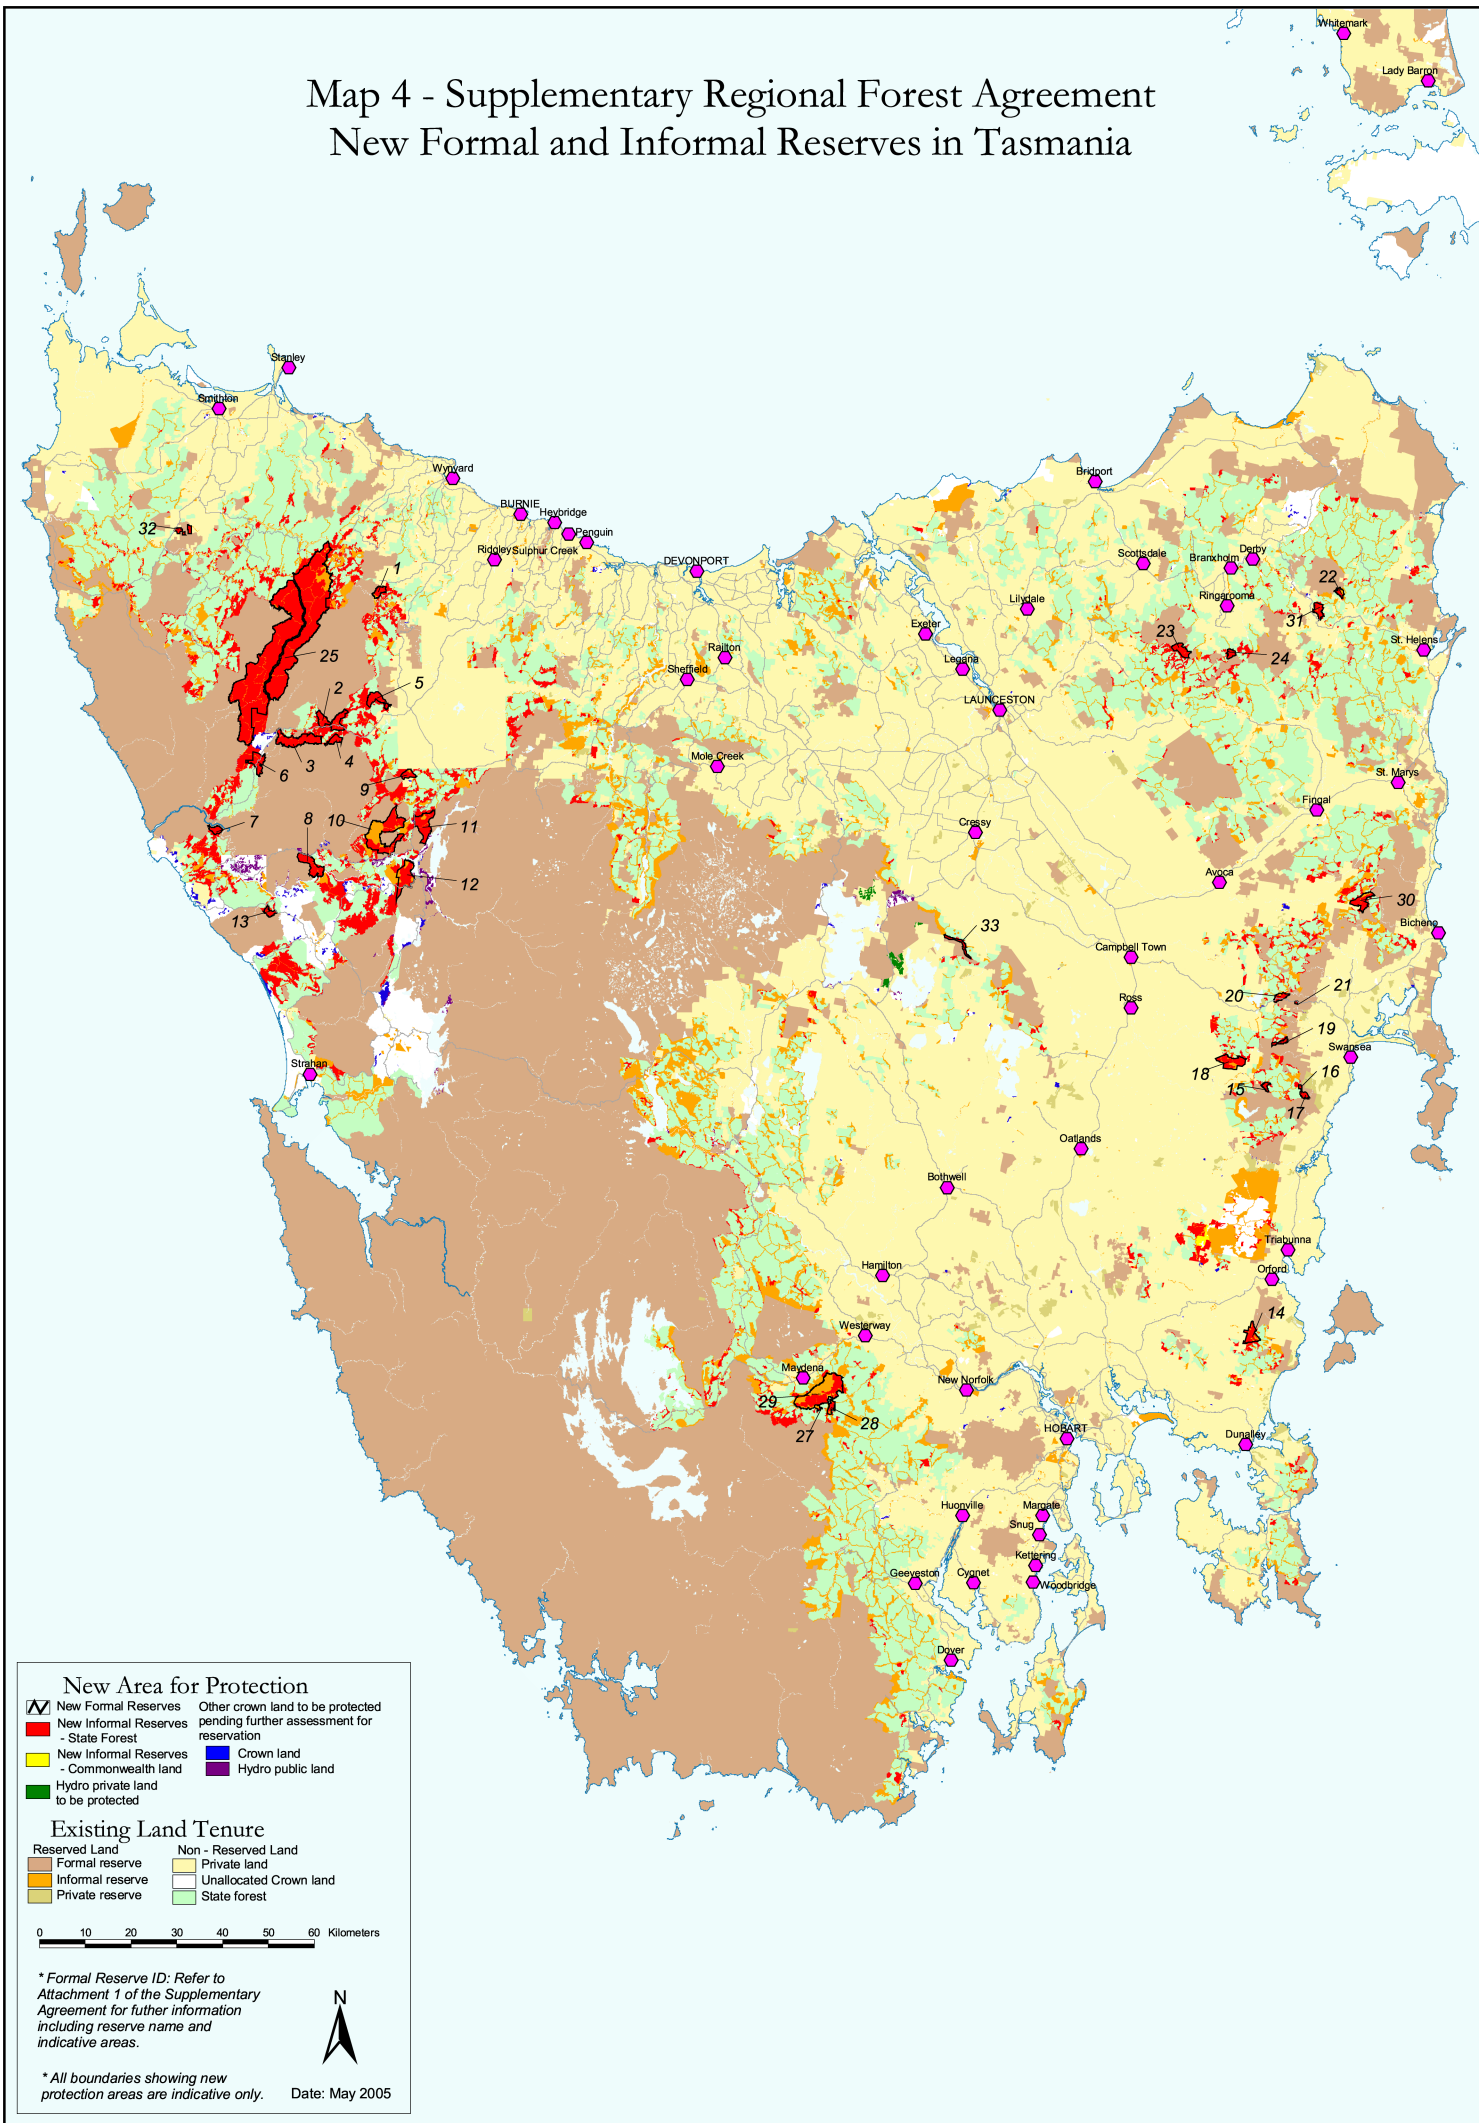 Map 4 - Supplementary Regional Forest Agreement
New Formal and Informal Reserves in Tasmania
Whitemark
Lady Barron
Stanley
Smithton
Wynyard
BURNIE
Heybridge
Penguin
Sulphur Creek
Ridgley
DEVONPORT
Bridport
Scottsdale
Branxholm
Derby
Ringarooma
Lilydale
Exeter
Legana
LAUNCESTON
Railton
Sheffield
Mole Creek
St. Helens
St. Marys
Fingal
Avoca
Cressy
Bicheno
Campbell Town
Ross
Swansea
Strahan
Oatlands
Bothwell
Triabunna
Orford
Hamilton
Westerway
Maydena
New Norfolk
HOBART
Dunalley
Huonville
Margate
Snug
Kettering
Woodbridge
Geeveston
Cygnet
Dover
32
1
25
2
5
3
4
6
9
7
8
10
11
12
13
22
31
23
24
33
30
20
21
19
18
15
16
17
14
29
27
28
New Area for Protection
New Formal Reserves
New Informal Reserves
- State Forest
New Informal Reserves
- Commonwealth land
Hydro private land
to be protected
Other crown land to be protected
pending further assessment for
reservation
Crown land
Hydro public land
Existing Land Tenure
Reserved Land
Formal reserve
Informal reserve
Private reserve
Non - Reserved Land
Private land
Unallocated Crown land
State forest
0 10 20 30 40 50 60 Kilometers
* Formal Reserve ID: Refer to
Attachment 1 of the Supplementary
Agreement for futher information
including reserve name and
indicative areas.
N
* All boundaries showing new
protection areas are indicative only.
Date: May 2005